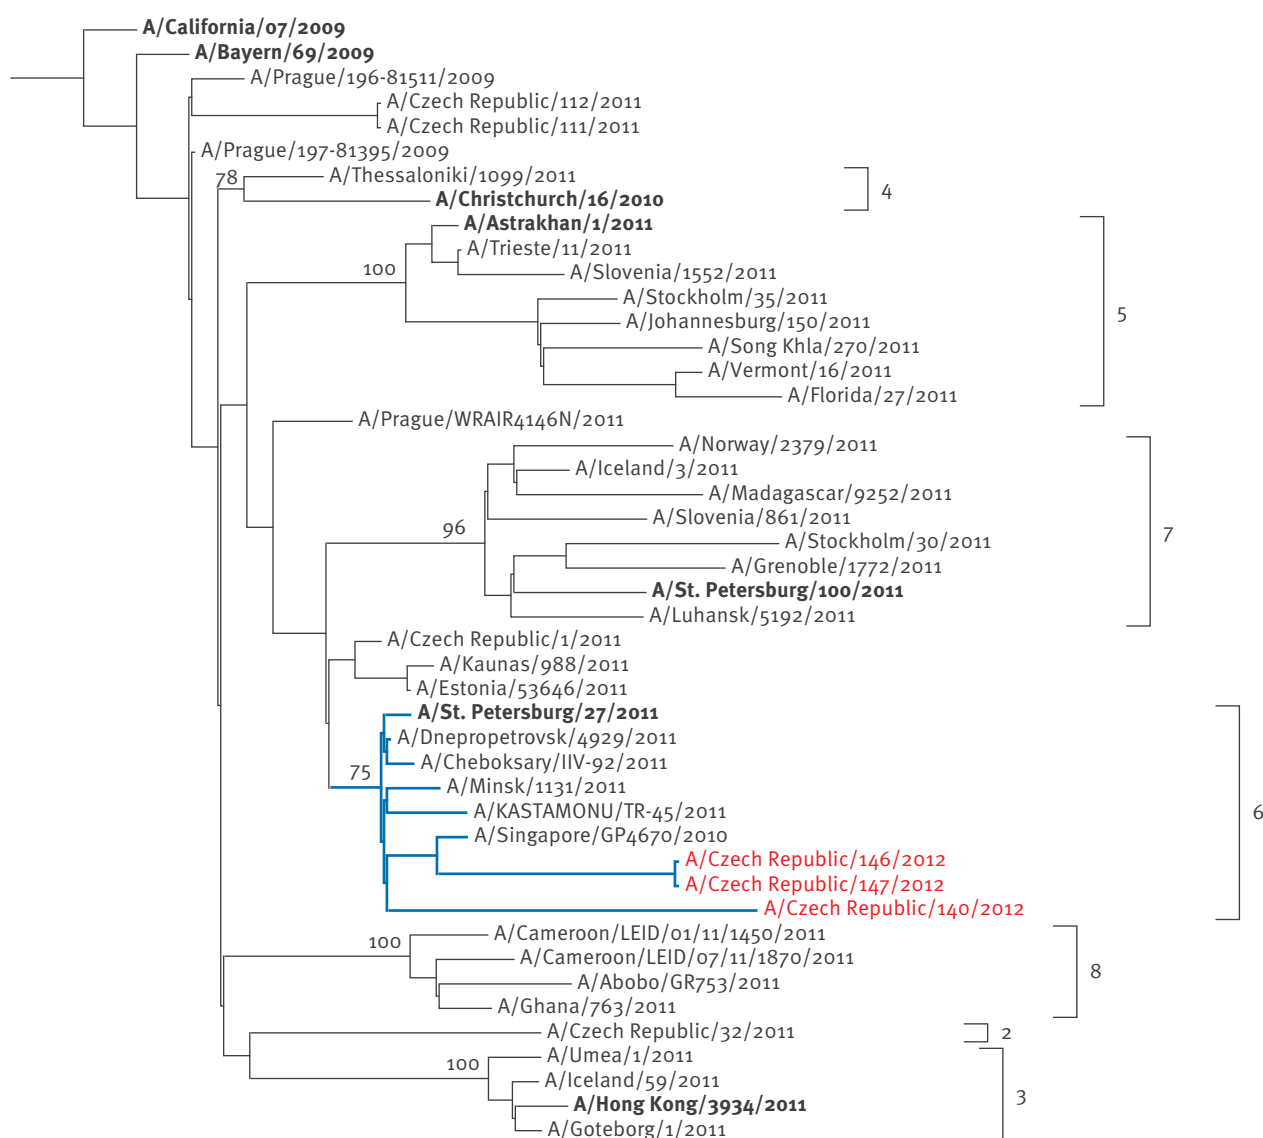 A/California/07/2009
A/Bayern/69/2009
A/Prague/196-81511/2009
A/Czech Republic/112/2011
A/Czech Republic/111/2011
A/Prague/197-81395/2009
78
A/Thessaloniki/1099/2011
4
A/Christchurch/16/2010
A/Astrakhan/1/2011
A/Trieste/11/2011
100
A/Slovenia/1552/2011
A/Stockholm/35/2011
5
A/Johannesburg/150/2011
A/Song Khla/270/2011
A/Vermont/16/2011
A/Florida/27/2011
A/Prague/WRAIR4146N/2011
A/Norway/2379/2011
A/Iceland/3/2011
A/Madagascar/9252/2011
A/Slovenia/861/2011
96
7
A/Stockholm/30/2011
A/Grenoble/1772/2011
A/St. Petersburg/100/2011
A/Luhansk/5192/2011
A/Czech Republic/1/2011
A/Kaunas/988/2011
A/Estonia/53646/2011
A/St. Petersburg/27/2011
A/Dnepropetrovsk/4929/2011
A/Cheboksary/IIV-92/2011
75
A/Minsk/1131/2011
A/KASTAMONU/TR-45/2011
6
A/Singapore/GP4670/2010
A/Czech Republic/146/2012
A/Czech Republic/147/2012
A/Czech Republic/140/2012
A/Cameroon/LEID/01/11/1450/2011
100
A/Cameroon/LEID/07/11/1870/2011
8
A/Abobo/GR753/2011
A/Ghana/763/2011
A/Czech Republic/32/2011
2
A/Umea/1/2011
100
A/Iceland/59/2011
3
A/Hong Kong/3934/2011
A/Goteborg/1/2011